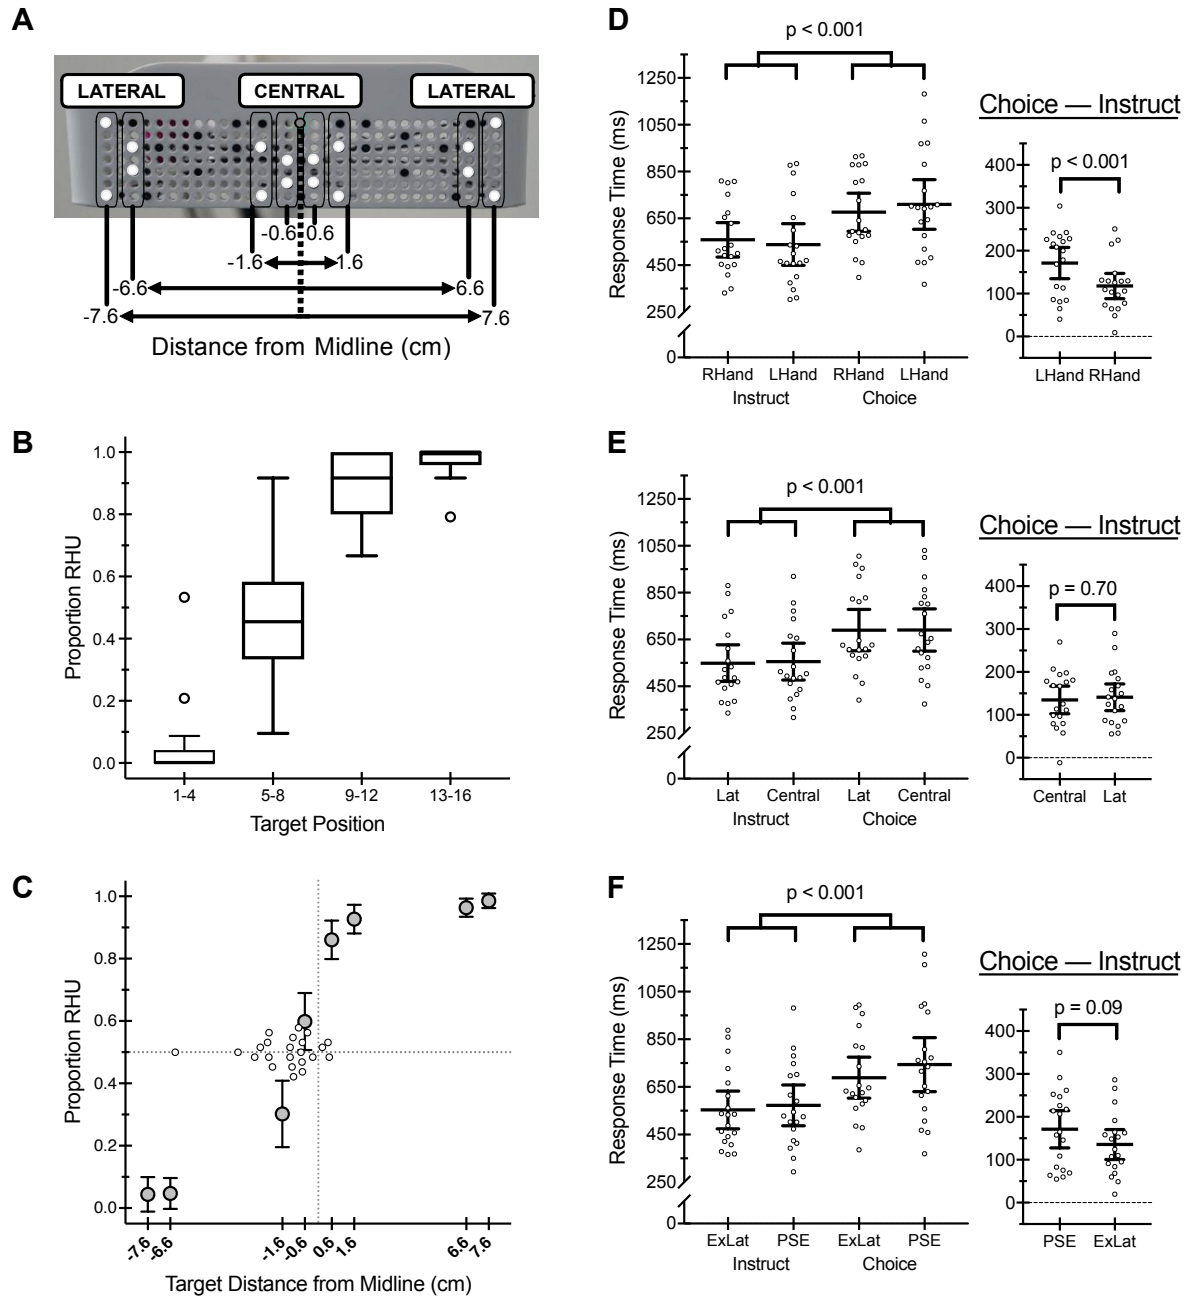 A
LATERAL CENTRAL LATERAL
-0.6 0.6
-1.6 1.6
-6.6 6.6
-7.6 7.6
Distance from Midline (cm)
B
Proportion RHU
1.0
0.8
0.6
0.4
0.2
0.0
1-4 5-8 9-12 13-16
Target Position
C
Proportion RHU
1.0
0.8
0.6
0.4
0.2
0.0
-7.6 -6.6 -1.6 -0.6 0.6 1.6 6.6 7.6
Target Distance from Midline (cm)
D
p < 0.001
Response Time (ms)
1250
1050
850
650
450
250
0
RHand LHand RHand LHand
Instruct Choice
Choice — Instruct
p < 0.001
400
300
200
100
0
LHand RHand
E
p < 0.001
Response Time (ms)
1250
1050
850
650
450
250
0
Lat Central Lat Central
Instruct Choice
Choice — Instruct
p = 0.70
400
300
200
100
0
Central Lat
F
p < 0.001
Response Time (ms)
1250
1050
850
650
450
250
0
ExLat PSE ExLat PSE
Instruct Choice
Choice — Instruct
p = 0.09
400
300
200
100
0
PSE ExLat